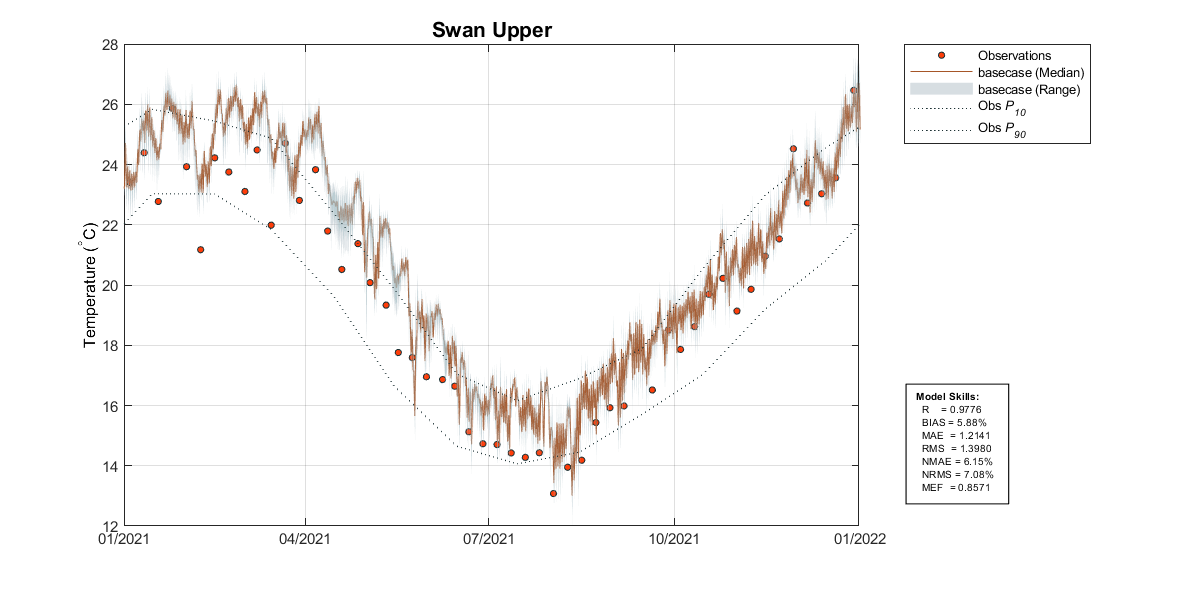 Swan Upper
28
26
24
22
20
18
16
14
12
Temperature (°C)
01/2021
04/2021
07/2021
10/2021
01/2022
Observations
basecase (Median)
basecase (Range)
Obs P10
Obs P90
Model Skills:
R = 0.9776
BIAS = 5.88%
MAE = 1.2141
RMS = 1.3980
NMAE = 6.15%
NRMS = 7.08%
MEF = 0.8571